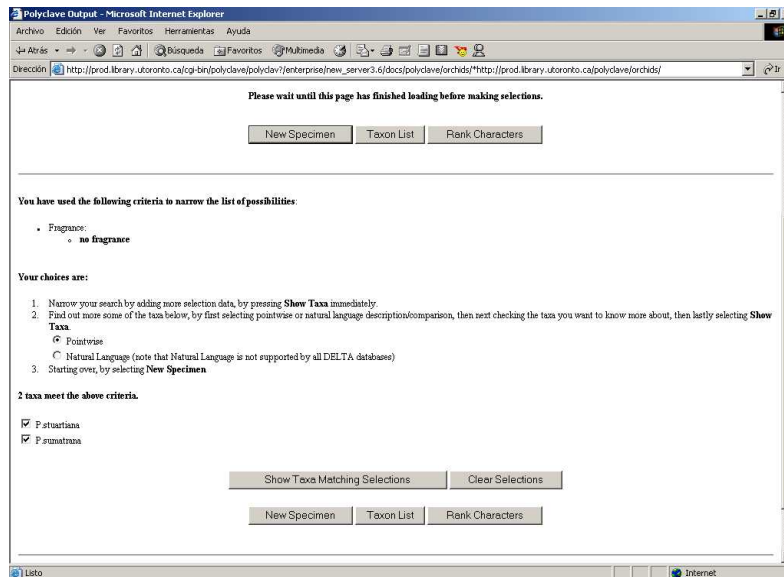 Polyclave Output - Microsoft Internet Explorer
Archivo Edición Ver Favoritos Herramientas Ayuda
Atrás Búsqueda Favoritos Multimedia
Dirección http://prod.library.utoronto.ca/cgi-bin/polyclave/polyclav?/enterprise/new_server3.6/docs/polyclave/orchids/*http://prod.library.utoronto.ca/polyclave/orchids/ Ir
Please wait until this page has finished loading before making selections.
New Specimen Taxon List Rank Characters
You have used the following criteria to narrow the list of possibilities:
Fragrance:
no fragrance
Your choices are:
1. Narrow your search by adding more selection data, by pressing Show Taxa immediately.
2. Find out more some of the taxa below, by first selecting pointwise or natural language description/comparison, then next checking the taxa you want to know more about, then lastly selecting Show
Taxa.
Pointwise
Natural Language (note that Natural Language is not supported by all DELTA databases)
3. Starting over, by selecting New Specimen
2 taxa meet the above criteria.
P.stuartiana
P.sumatrana
Show Taxa Matching Selections Clear Selections
New Specimen Taxon List Rank Characters
Listo Internet